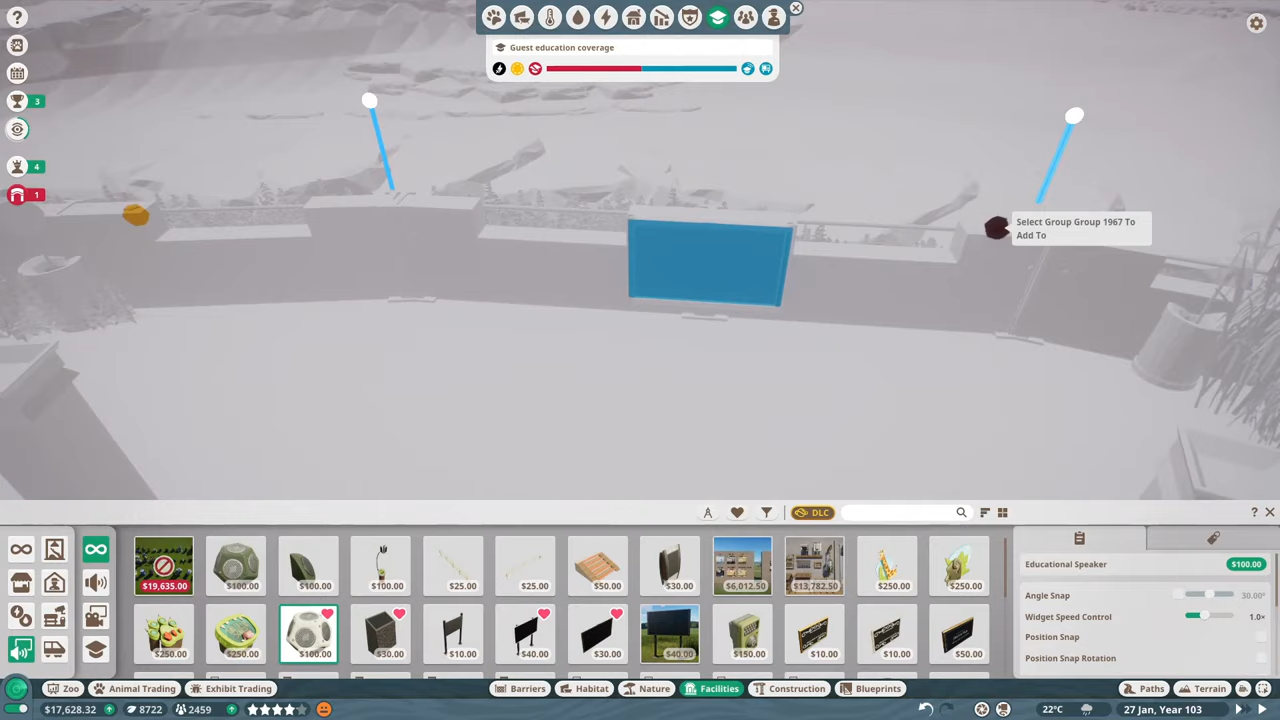 Guest education coverage
3
4
1
Select Group Group 1967 To
Add To
DLC
?
$19,635.00
$100.00
$100.00
$100.00
$25.00
$25.00
$50.00
$30.00
$6,012.50
$13,782.50
$250.00
$250.00
$250.00
$250.00
$100.00
$30.00
$10.00
$40.00
$30.00
$40.00
$150.00
$10.00
$10.00
$50.00
Educational Speaker
$100.00
Angle Snap
30.00°
Widget Speed Control
1.0×
Position Snap
Position Snap Rotation
Zoo
Animal Trading
Exhibit Trading
Barriers
Habitat
Nature
Facilities
Construction
Blueprints
Paths
Terrain
$17,628.32
8722
2459
22°C
27 Jan, Year 103